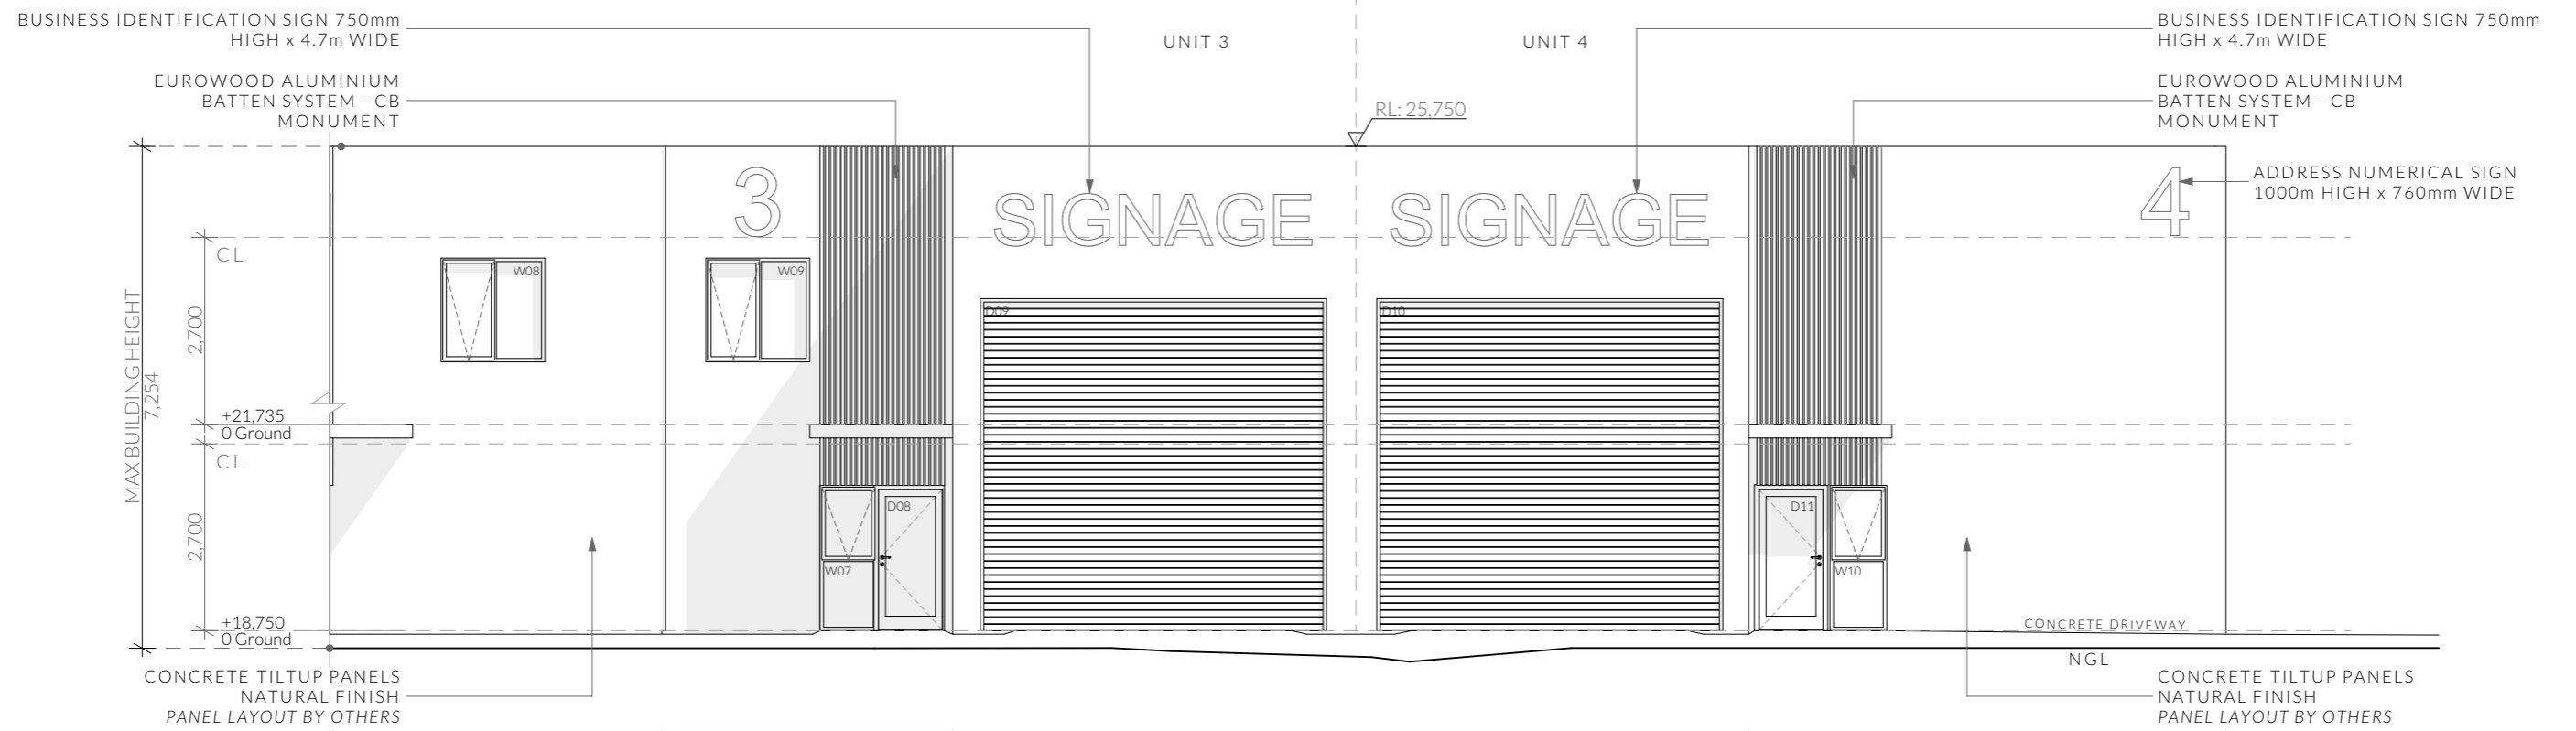 BUSINESS IDENTIFICATION SIGN 750mm
HIGH x 4.7m WIDE
UNIT 3
UNIT 4
BUSINESS IDENTIFICATION SIGN 750mm
HIGH x 4.7m WIDE
EUROWOOD ALUMINIUM
BATTEN SYSTEM - CB
MONUMENT
RL: 25,750
EUROWOOD ALUMINIUM
BATTEN SYSTEM - CB
MONUMENT
3
SIGNAGE
SIGNAGE
4
ADDRESS NUMERICAL SIGN
1000m HIGH x 760mm WIDE
CL
W08
W09
D09
D10
2,700
MAX BUILDING HEIGHT
7,254
+21,735
0 Ground
CL
2,700
D08
W07
D11
W10
+18,750
0 Ground
CONCRETE DRIVEWAY
NGL
CONCRETE TILTUP PANELS
NATURAL FINISH
PANEL LAYOUT BY OTHERS
CONCRETE TILTUP PANELS
NATURAL FINISH
PANEL LAYOUT BY OTHERS